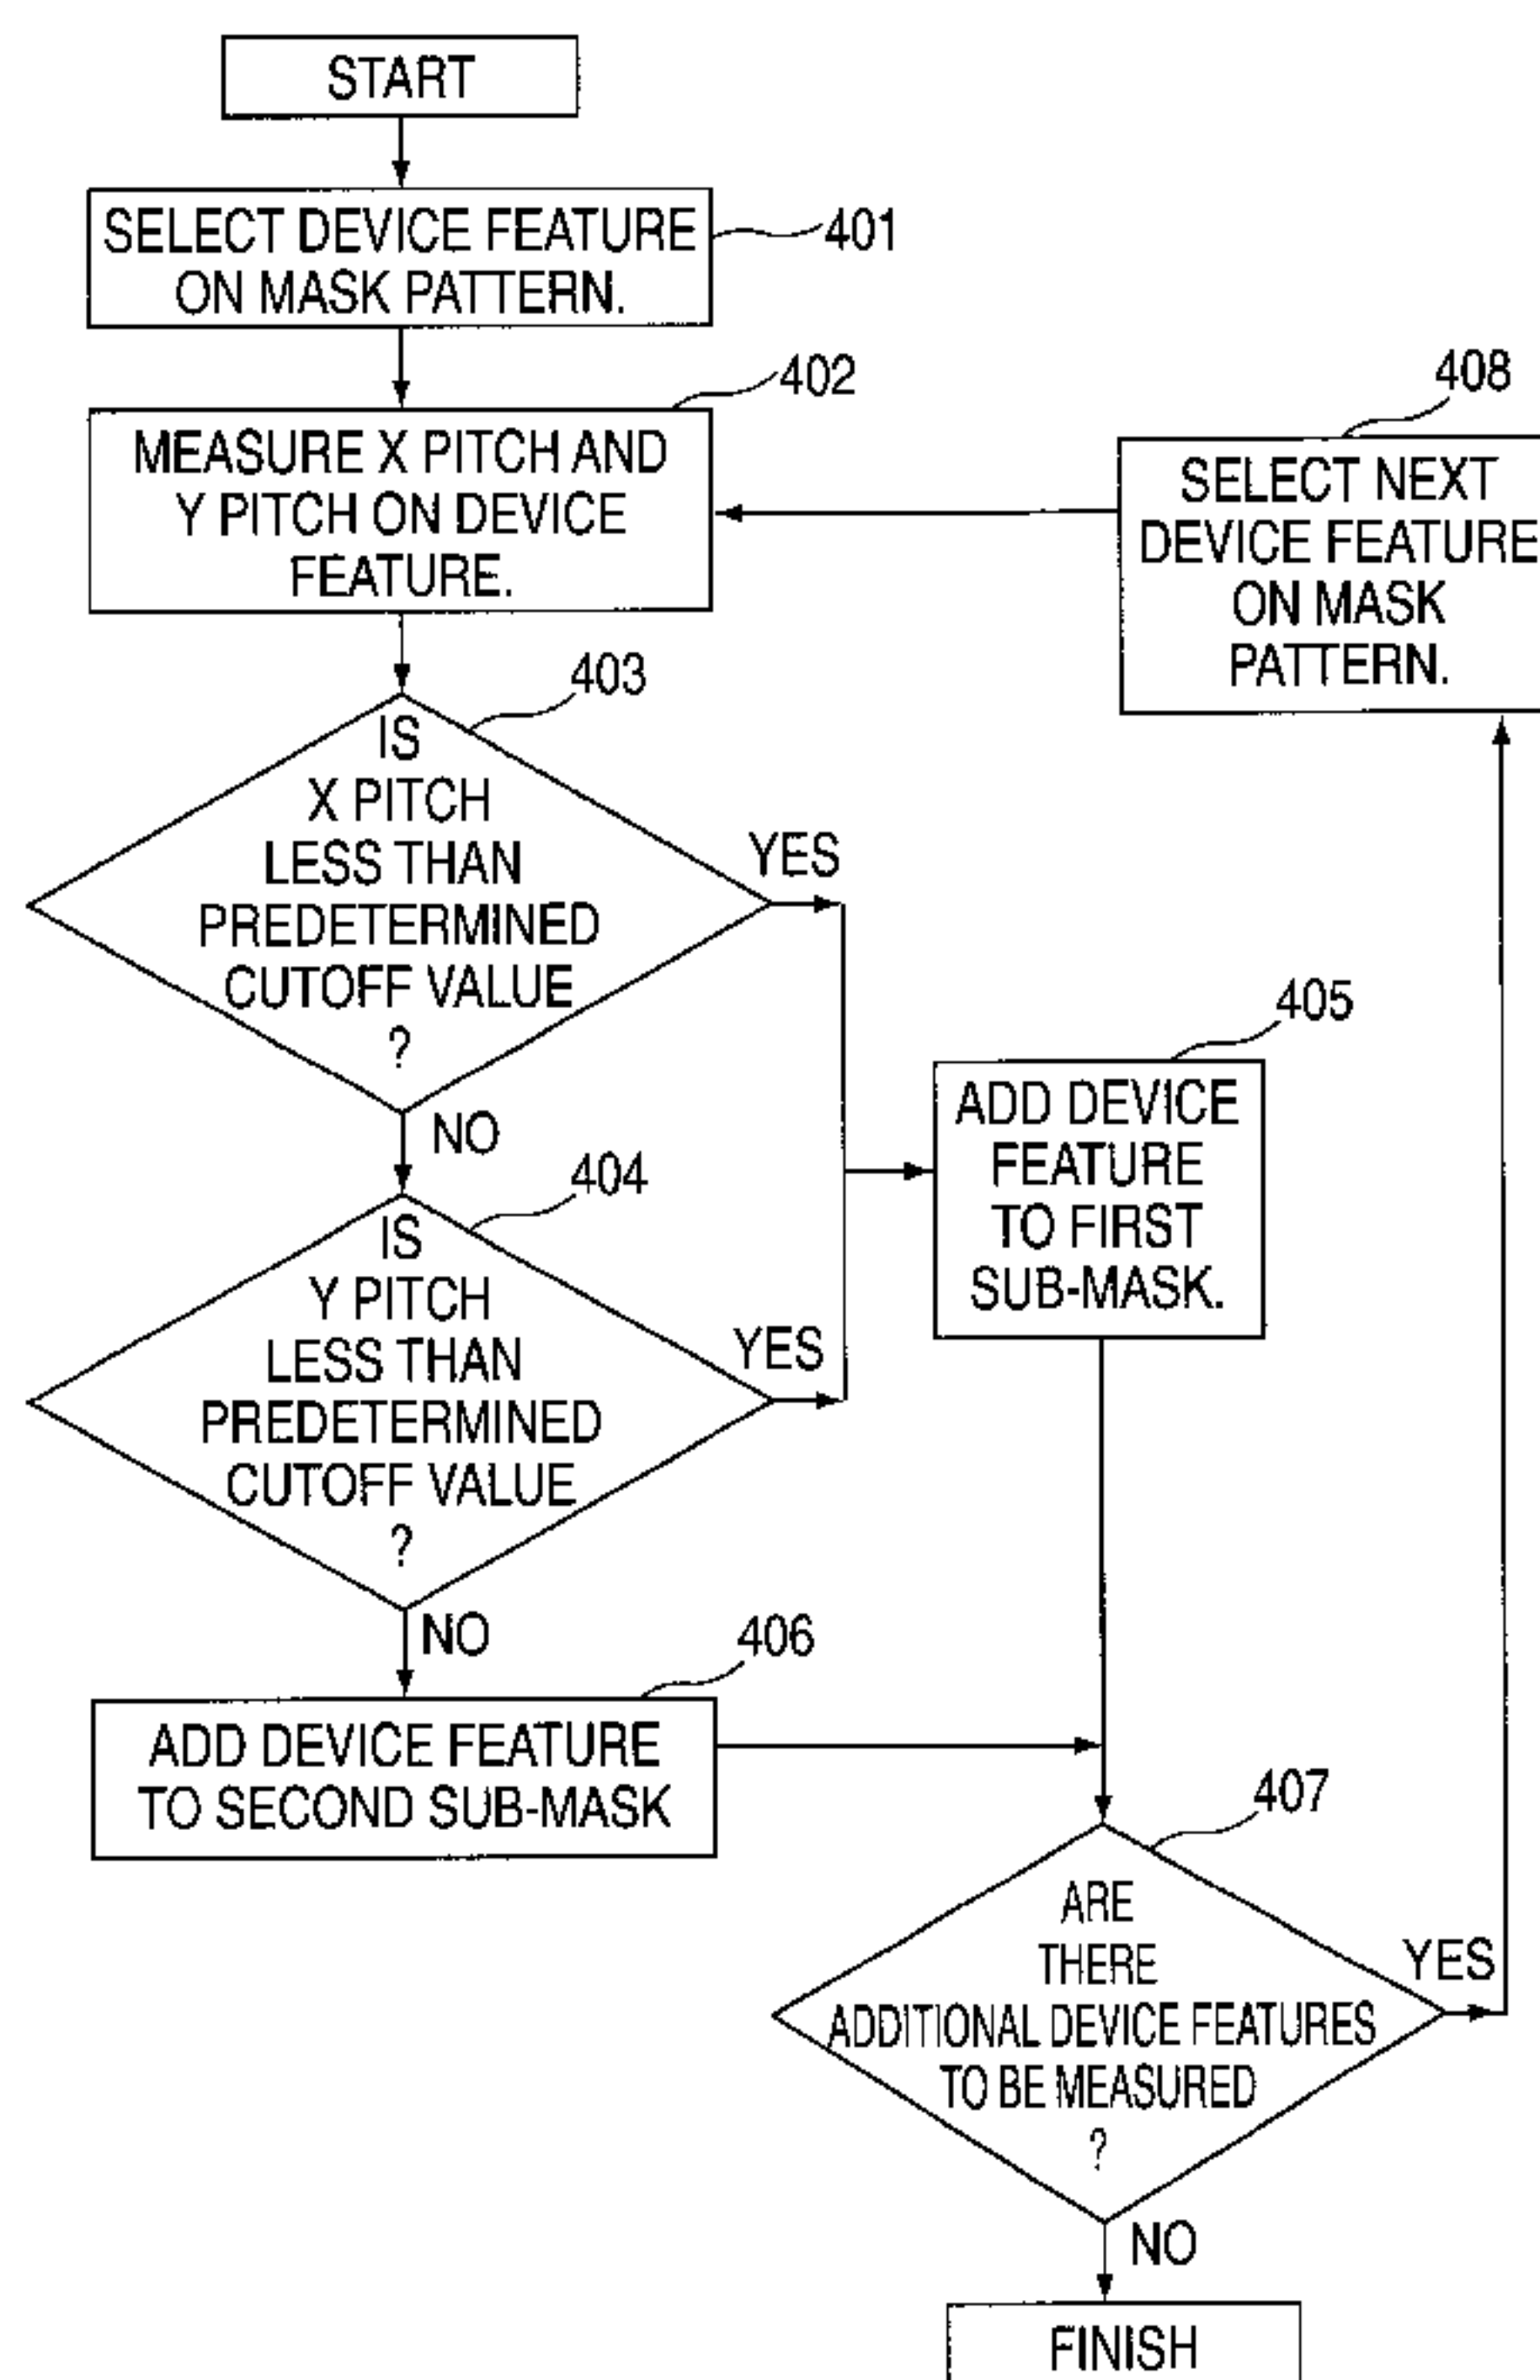 START
SELECT DEVICE FEATURE
ON MASK PATTERN.
401
402
MEASURE X PITCH AND
Y PITCH ON DEVICE
FEATURE.
408
SELECT NEXT
DEVICE FEATURE
ON MASK
PATTERN.
403
IS
X PITCH
LESS THAN
PREDETERMINED
CUTOFF VALUE
?
YES
NO
404
IS
Y PITCH
LESS THAN
PREDETERMINED
CUTOFF VALUE
?
YES
NO
405
ADD DEVICE
FEATURE
TO FIRST
SUB-MASK.
406
ADD DEVICE FEATURE
TO SECOND SUB-MASK
407
ARE
THERE
ADDITIONAL DEVICE FEATURES
TO BE MEASURED
?
YES
NO
FINISH